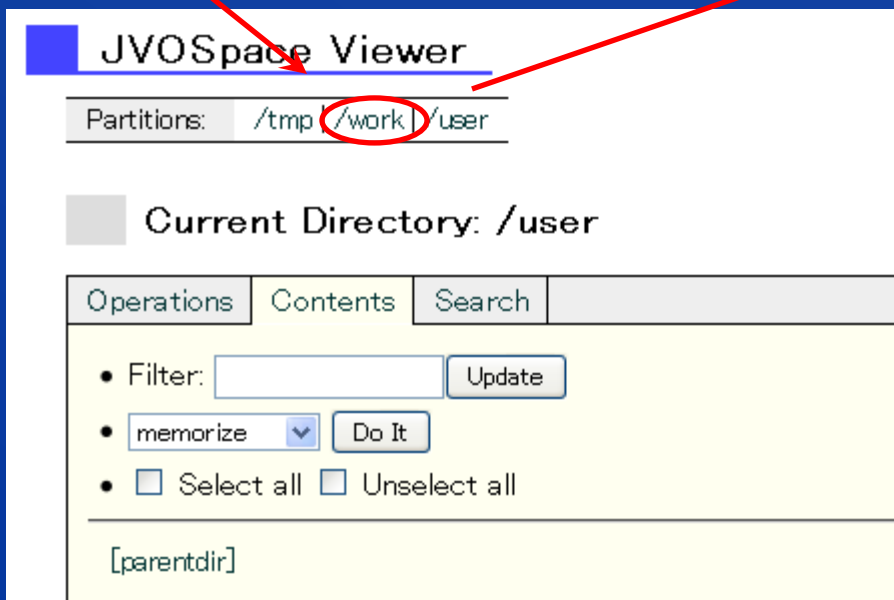 JVOSpace Viewer
Partitions: /tmp | /work | /user
Current Directory: /user
Operations Contents Search
• Filter: Update
• memorize Do It
• Select all Unselect all
[parentdir]